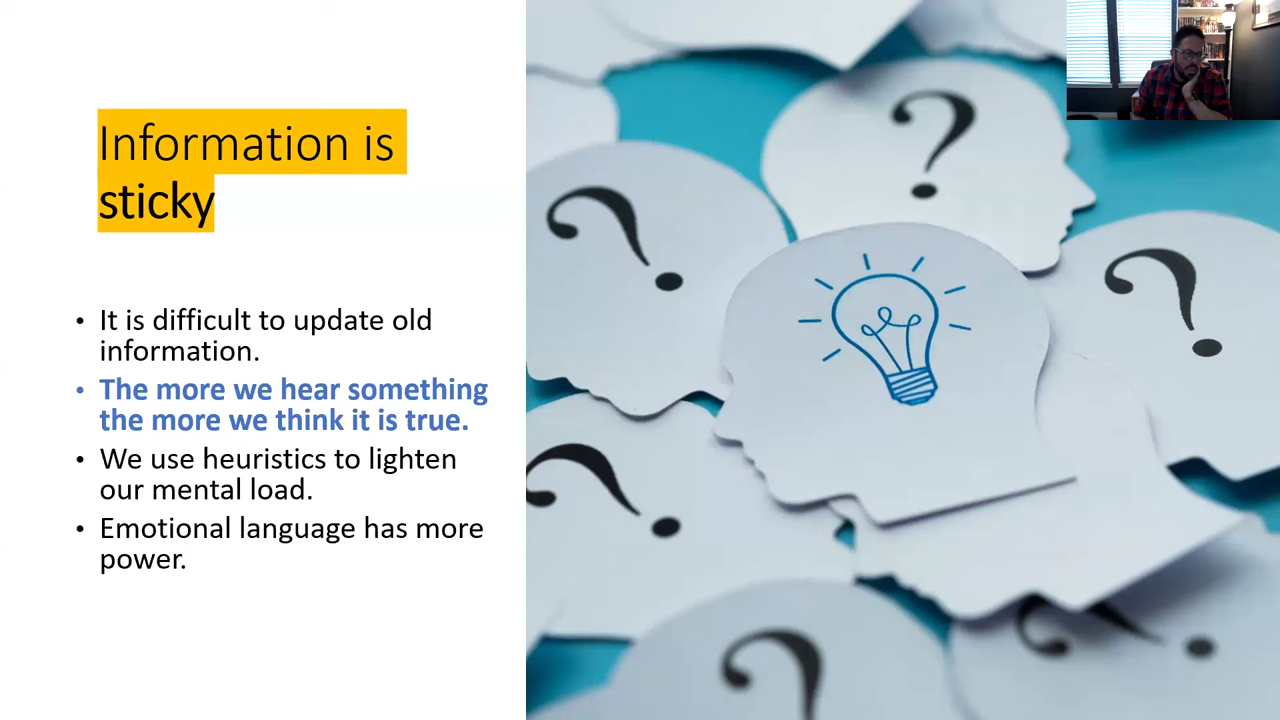 Information is
sticky
• It is difficult to update old
information.
• The more we hear something
the more we think it is true.
• We use heuristics to lighten
our mental load.
• Emotional language has more
power.
?
?
?
?
?
?